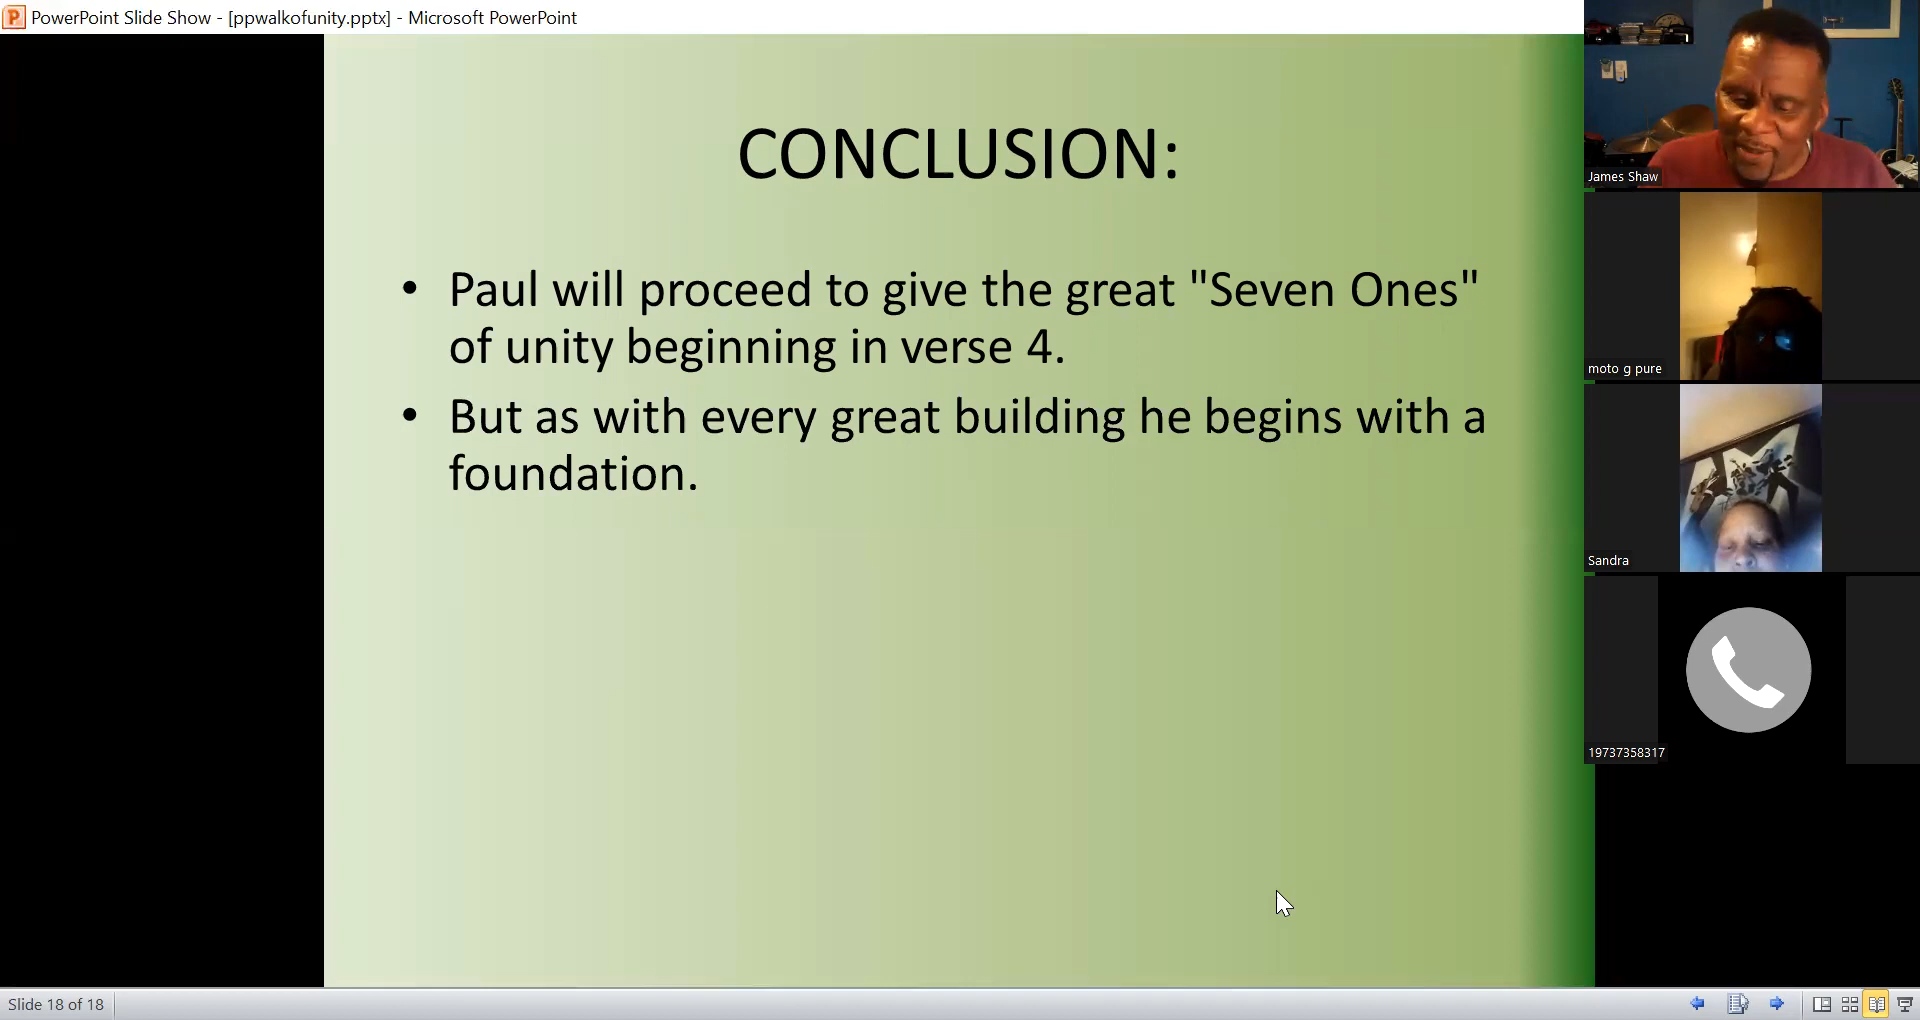 PowerPoint Slide Show - [ppwalkofunity.pptx] - Microsoft PowerPoint
CONCLUSION:
• Paul will proceed to give the great "Seven Ones"
of unity beginning in verse 4.
• But as with every great building he begins with a
foundation.
James Shaw
moto g pure
Sandra
19737358317
Slide 18 of 18